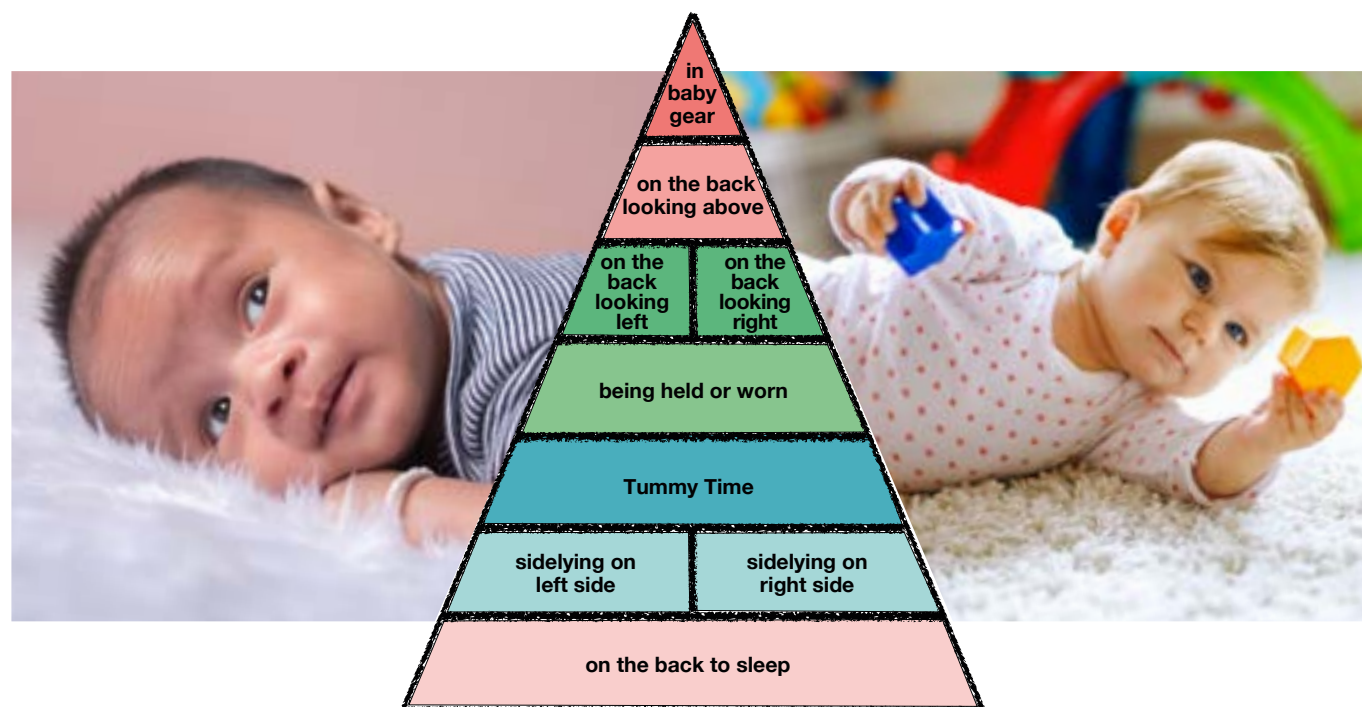 in
baby
gear
on the back
looking above
on the
back
looking
left
on the
back
looking
right
being held or worn
Tummy Time
sidelying on
left side
sidelying on
right side
on the back to sleep